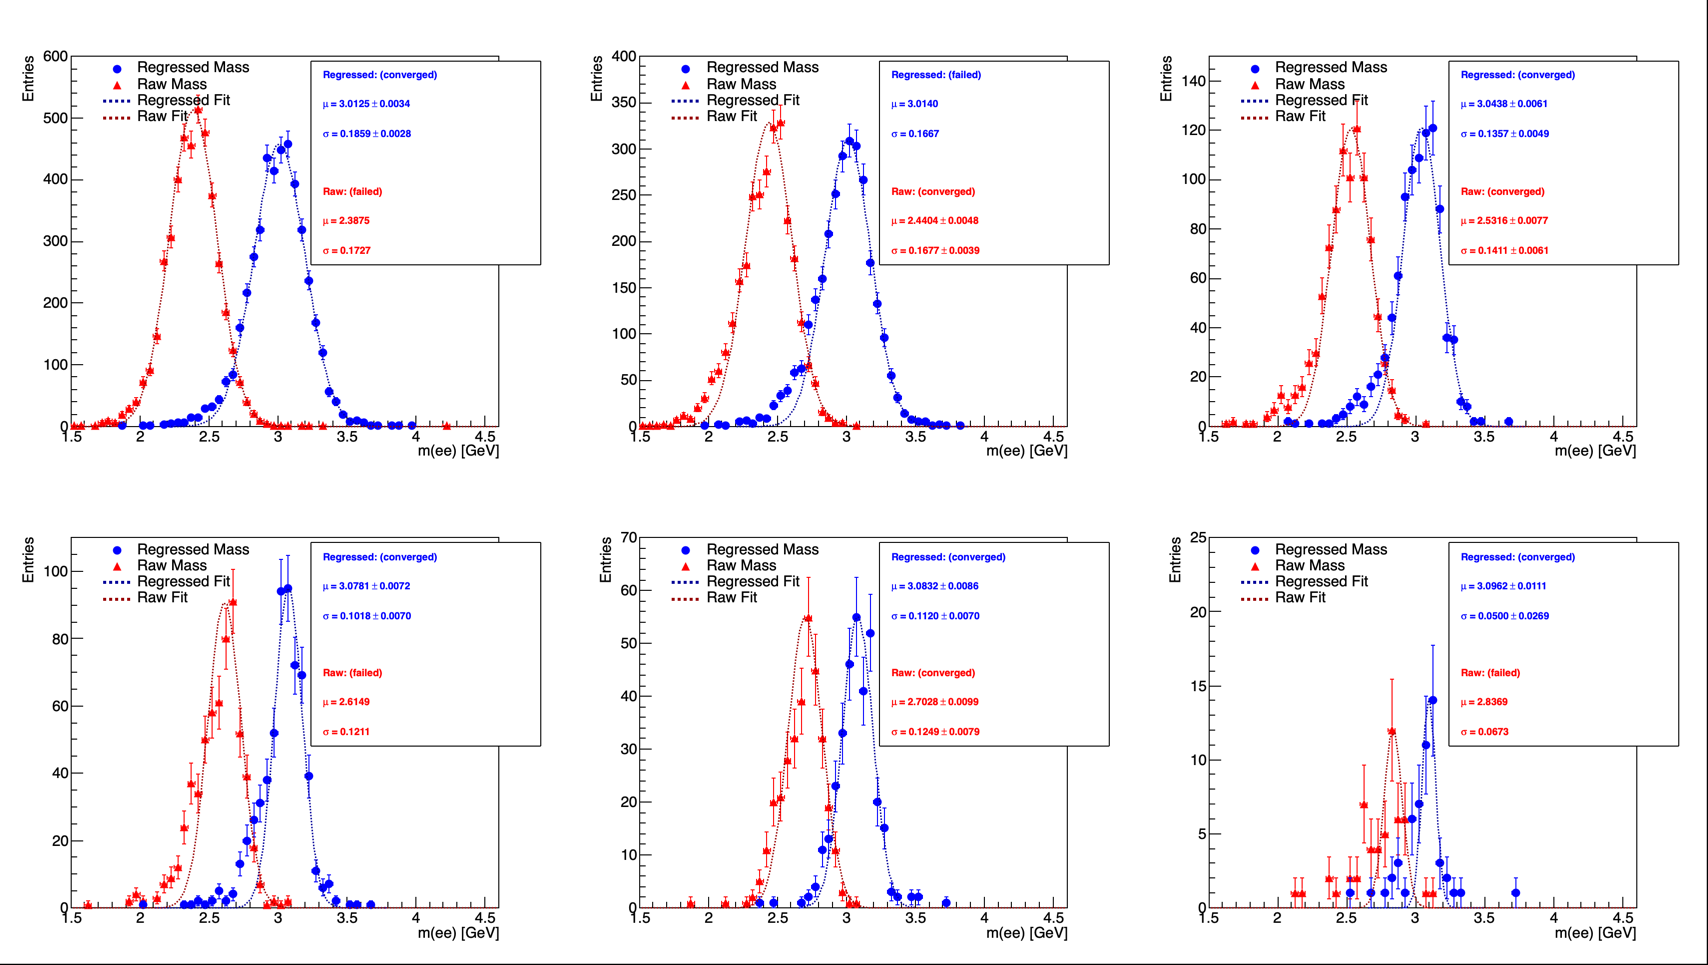 Entries
600
500
400
300
200
100
0
1.5
2
2.5
3
3.5
4
4.5
m(ee) [GeV]
Regressed Mass
Raw Mass
Regressed Fit
Raw Fit
Regressed: (converged)
μ = 3.0125 ± 0.0034
σ = 0.1859 ± 0.0028
Raw: (failed)
μ = 2.3875
σ = 0.1727
Entries
400
350
300
250
200
150
100
50
0
1.5
2
2.5
3
3.5
4
4.5
m(ee) [GeV]
Regressed Mass
Raw Mass
Regressed Fit
Raw Fit
Regressed: (failed)
μ = 3.0140
σ = 0.1667
Raw: (converged)
μ = 2.4404 ± 0.0048
σ = 0.1677 ± 0.0039
Entries
140
120
100
80
60
40
20
0
1.5
2
2.5
3
3.5
4
4.5
m(ee) [GeV]
Regressed Mass
Raw Mass
Regressed Fit
Raw Fit
Regressed: (converged)
μ = 3.0438 ± 0.0061
σ = 0.1357 ± 0.0049
Raw: (converged)
μ = 2.5316 ± 0.0077
σ = 0.1411 ± 0.0061
Entries
100
80
60
40
20
0
1.5
2
2.5
3
3.5
4
4.5
m(ee) [GeV]
Regressed Mass
Raw Mass
Regressed Fit
Raw Fit
Regressed: (converged)
μ = 3.0781 ± 0.0072
σ = 0.1018 ± 0.0070
Raw: (failed)
μ = 2.6149
σ = 0.1211
Entries
70
60
50
40
30
20
10
0
1.5
2
2.5
3
3.5
4
4.5
m(ee) [GeV]
Regressed Mass
Raw Mass
Regressed Fit
Raw Fit
Regressed: (converged)
μ = 3.0832 ± 0.0086
σ = 0.1120 ± 0.0070
Raw: (converged)
μ = 2.7028 ± 0.0099
σ = 0.1249 ± 0.0079
Entries
25
20
15
10
5
0
1.5
2
2.5
3
3.5
4
4.5
m(ee) [GeV]
Regressed Mass
Raw Mass
Regressed Fit
Raw Fit
Regressed: (converged)
μ = 3.0962 ± 0.0111
σ = 0.0500 ± 0.0269
Raw: (failed)
μ = 2.8369
σ = 0.0673